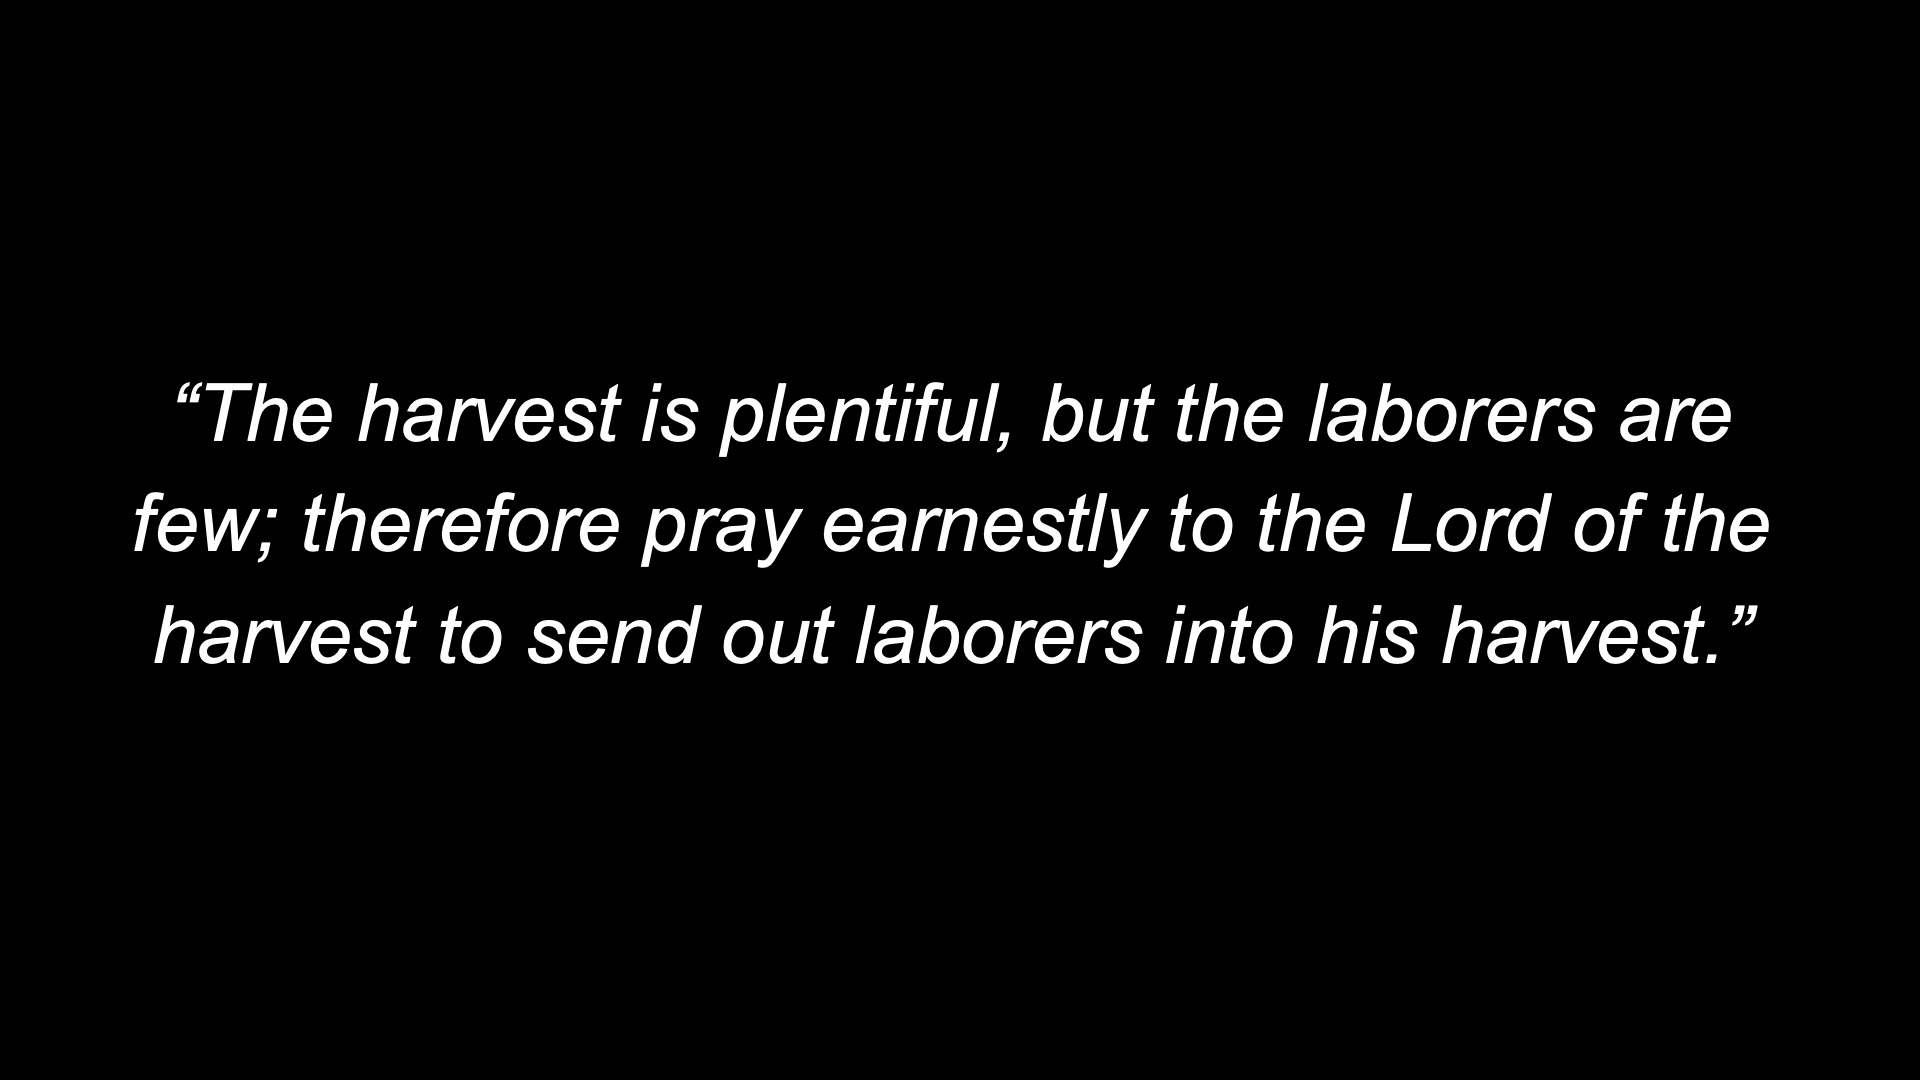 “The harvest is plentiful, but the laborers are
few; therefore pray earnestly to the Lord of the
harvest to send out laborers into his harvest.”